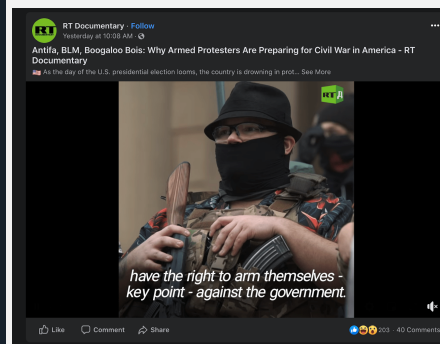 RT
RT Documentary · Follow
Yesterday at 10:08 AM ·
Antifa, BLM, Boogaloo Bois: Why Armed Protesters Are Preparing for Civil War in America - RT
Documentary
As the day of the U.S. presidential election looms, the country is drowning in prot... See More
RT Д
have the right to arm themselves -
key point - against the government.
Like Comment Share 203 · 40 Comments